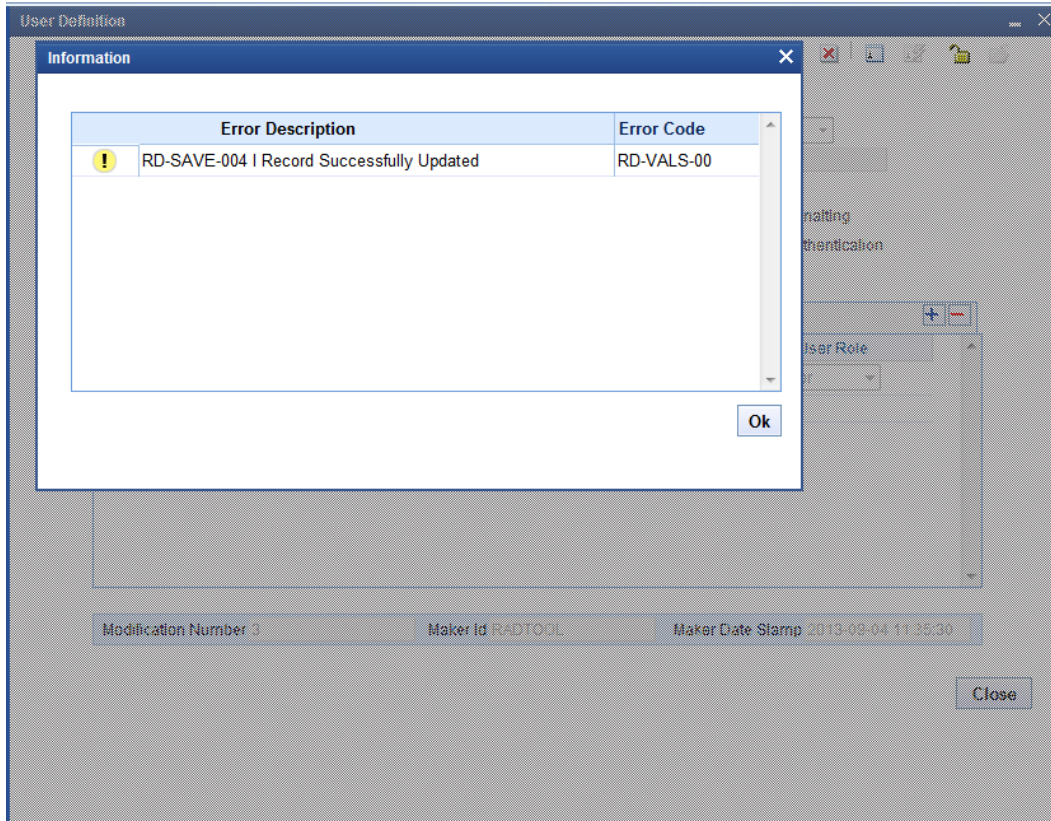 User Definition
Information
Error Description Error Code
RD-SAVE-004 I Record Successfully Updated RD-VALS-00
Ok
User Role
Modification Number 3 Maker Id RADTOOL Maker Date Stamp 2013-09-04 11:35:30
Close